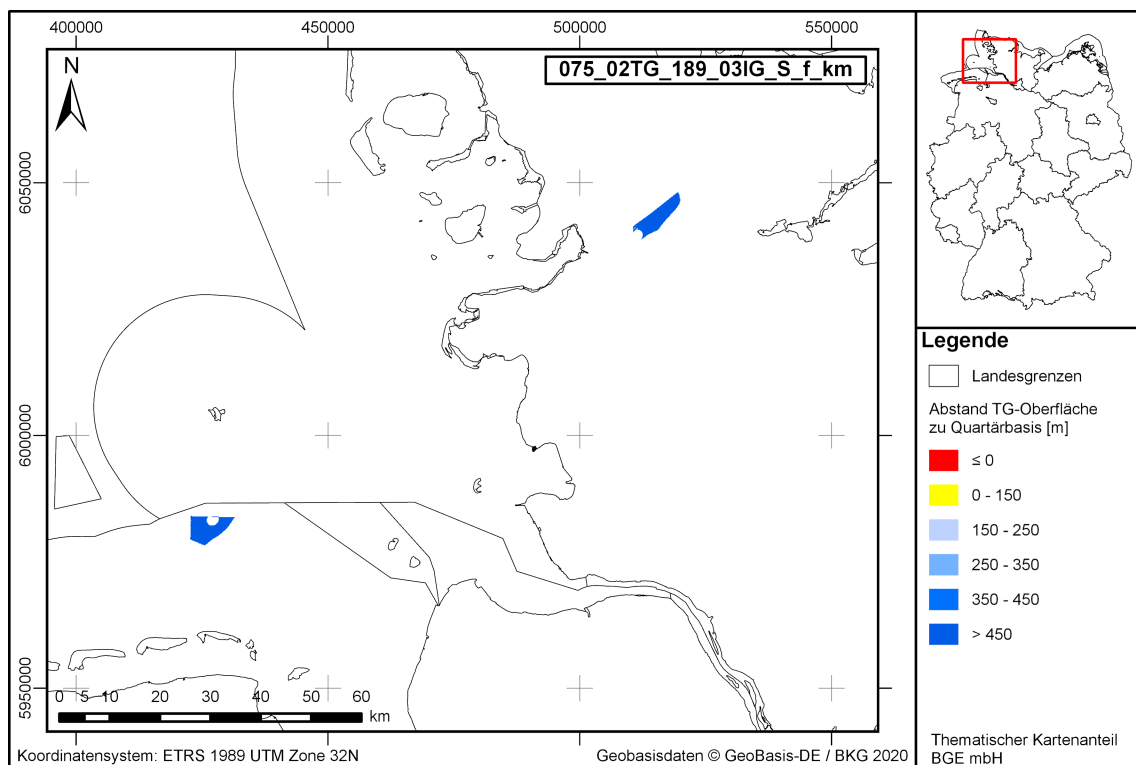 400000 450000 500000 550000
075_02TG_189_03IG_S_f_km
N
6050000
6000000
5950000
0 5 10 20 30 40 50 60
km
Koordinatensystem: ETRS 1989 UTM Zone 32N
Geobasisdaten © GeoBasis-DE / BKG 2020
Legende
Landesgrenzen
Abstand TG-Oberfläche
zu Quartärbasis [m]
≤ 0
0 - 150
150 - 250
250 - 350
350 - 450
> 450
Thematischer Kartenanteil
BGE mbH